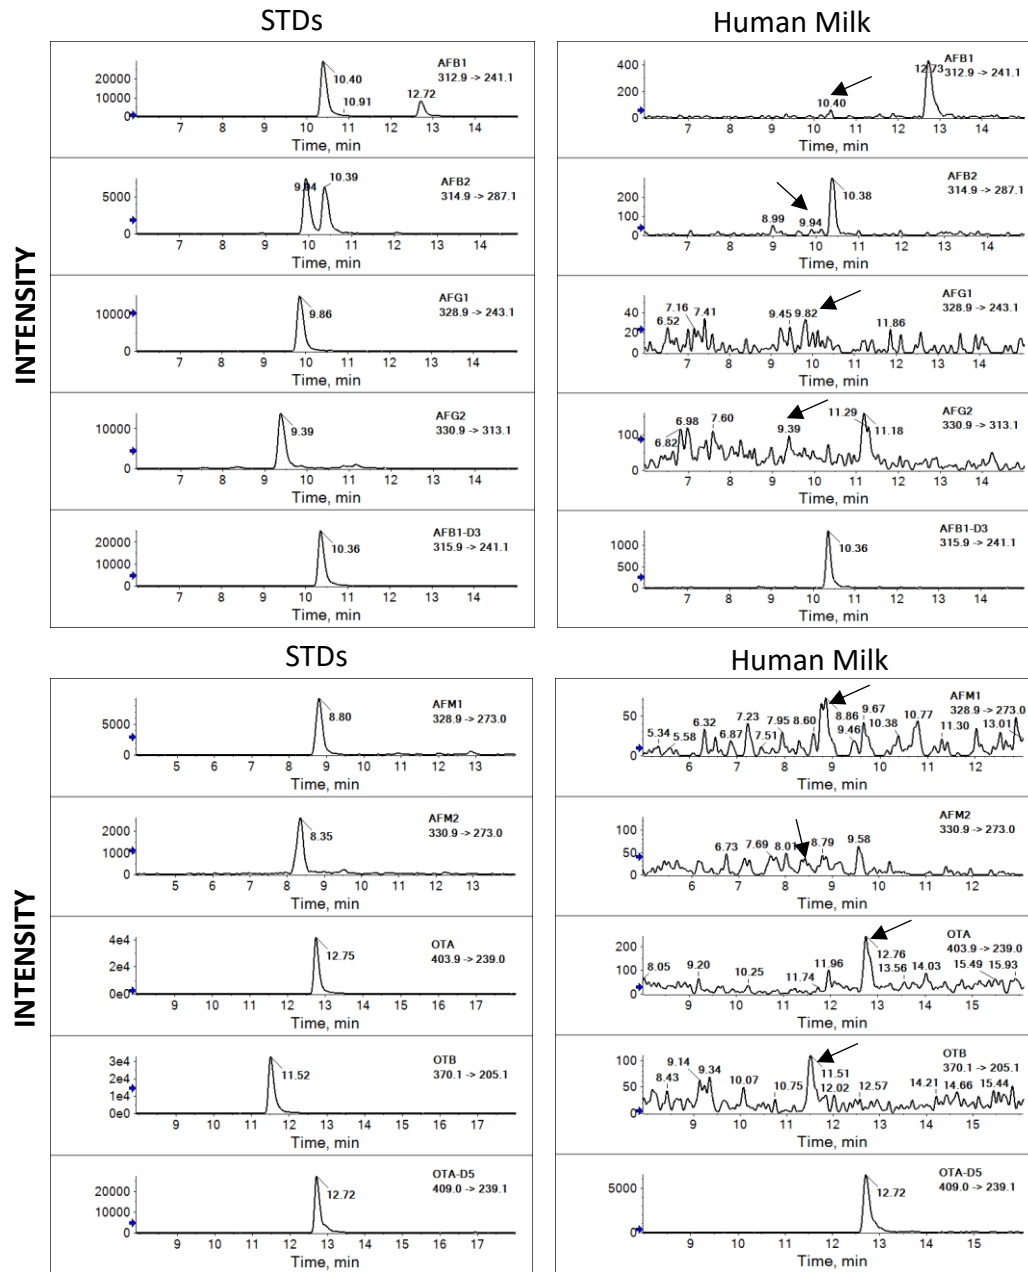 STDs
Human Milk
INTENSITY
AFB1
312.9 -> 241.1
20000
10000
0
10.40
10.91
12.72
7 8 9 10 11 12 13 14
Time, min
AFB1
312.9 -> 241.1
400
200
0
10.40
12.73
7 8 9 10 11 12 13 14
Time, min
AFB2
314.9 -> 287.1
5000
0
9.94
10.39
7 8 9 10 11 12 13 14
Time, min
AFB2
314.9 -> 287.1
200
100
0
8.99
9.94
10.38
7 8 9 10 11 12 13 14
Time, min
AFG1
328.9 -> 243.1
10000
0
9.86
7 8 9 10 11 12 13 14
Time, min
AFG1
328.9 -> 243.1
40
20
0
6.52
7.16
7.41
9.45
9.82
11.86
7 8 9 10 11 12 13 14
Time, min
AFG2
330.9 -> 313.1
10000
0
9.39
7 8 9 10 11 12 13 14
Time, min
AFG2
330.9 -> 313.1
100
0
6.82
6.98
7.60
9.39
11.29
11.18
7 8 9 10 11 12 13 14
Time, min
AFB1-D3
315.9 -> 241.1
20000
10000
0
10.36
7 8 9 10 11 12 13 14
Time, min
AFB1-D3
315.9 -> 241.1
1000
500
0
10.36
7 8 9 10 11 12 13 14
Time, min
STDs
Human Milk
INTENSITY
AFM1
328.9 -> 273.0
5000
0
8.80
5 6 7 8 9 10 11 12
Time, min
AFM1
328.9 -> 273.0
50
0
5.34
5.58
6.32
6.87
7.23
7.51
7.95
8.60
8.86
9.46
9.67
10.38
10.77
11.30
13.01
6 7 8 9 10 11 12
Time, min
AFM2
330.9 -> 273.0
2000
1000
0
8.35
5 6 7 8 9 10 11 12
Time, min
AFM2
330.9 -> 273.0
100
50
0
6.73
7.69
8.01
8.79
9.58
6 7 8 9 10 11 12
Time, min
OTA
403.9 -> 239.0
4e4
2e4
0e0
12.75
9 10 11 12 13 14 15 16 17
Time, min
OTA
403.9 -> 239.0
200
100
0
8.05
9.20
10.25
11.74
11.96
12.76
13.56
14.03
15.49
15.93
9 10 11 12 13 14 15
Time, min
OTB
370.1 -> 205.1
3e4
2e4
1e4
0e0
11.52
9 10 11 12 13 14 15 16 17
Time, min
OTB
370.1 -> 205.1
100
50
0
8.43
9.14
9.34
10.07
10.75
11.51
12.02
12.57
14.21
14.66
15.44
9 10 11 12 13 14 15
Time, min
OTA-D5
409.0 -> 239.1
20000
10000
0
12.72
9 10 11 12 13 14 15 16 17
Time, min
OTA-D5
409.0 -> 239.1
5000
0
12.72
9 10 11 12 13 14 15
Time, min